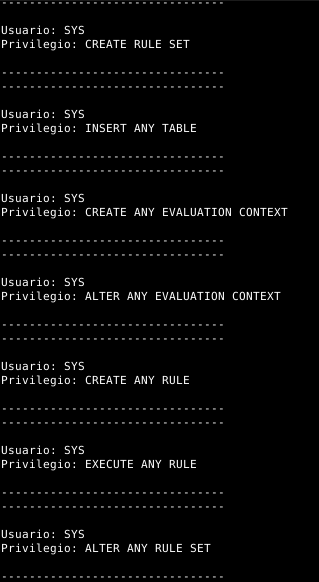 --------------------------------
Usuario: SYS
Privilegio: CREATE RULE SET
--------------------------------
--------------------------------
Usuario: SYS
Privilegio: INSERT ANY TABLE
--------------------------------
--------------------------------
Usuario: SYS
Privilegio: CREATE ANY EVALUATION CONTEXT
--------------------------------
--------------------------------
Usuario: SYS
Privilegio: ALTER ANY EVALUATION CONTEXT
--------------------------------
--------------------------------
Usuario: SYS
Privilegio: CREATE ANY RULE
--------------------------------
--------------------------------
Usuario: SYS
Privilegio: EXECUTE ANY RULE
--------------------------------
--------------------------------
Usuario: SYS
Privilegio: ALTER ANY RULE SET
--------------------------------